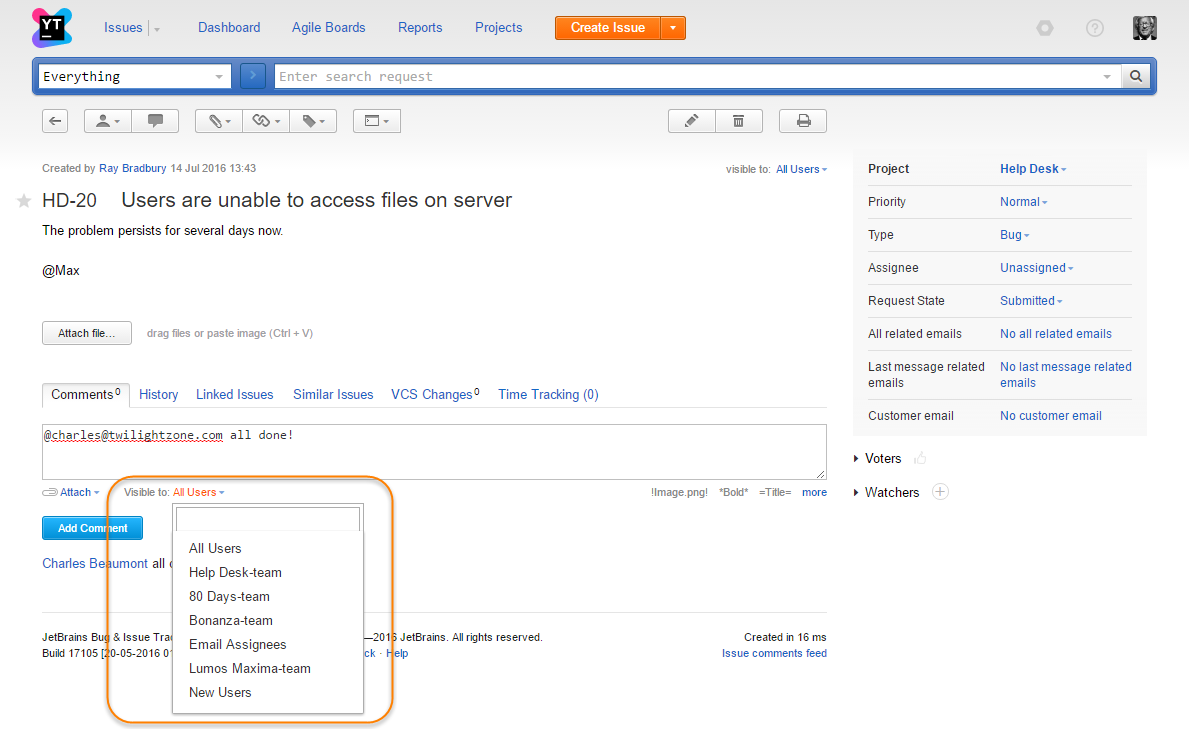 YT
Issues Dashboard Agile Boards Reports Projects Create Issue
Everything Enter search request
Created by Ray Bradbury 14 Jul 2016 13:43 visible to: All Users
HD-20 Users are unable to access files on server
The problem persists for several days now.
@Max
Attach file... drag files or paste image (Ctrl + V)
Comments 0 History Linked Issues Similar Issues VCS Changes 0 Time Tracking (0)
@charles@twilightzone.com all done!
Attach Visible to: All Users !Image.png! *Bold* =Title= more
Add Comment
Charles Beaumont all
All Users
Help Desk-team
80 Days-team
Bonanza-team
Email Assignees
Lumos Maxima-team
New Users
JetBrains Bug & Issue —2016 JetBrains. All rights reserved. Created in 16 ms
Build 17105 [20-05-2016 · Help Issue comments feed
Project Help Desk
Priority Normal
Type Bug
Assignee Unassigned
Request State Submitted
All related emails No all related emails
Last message related No last message related
emails emails
Customer email No customer email
Voters
Watchers